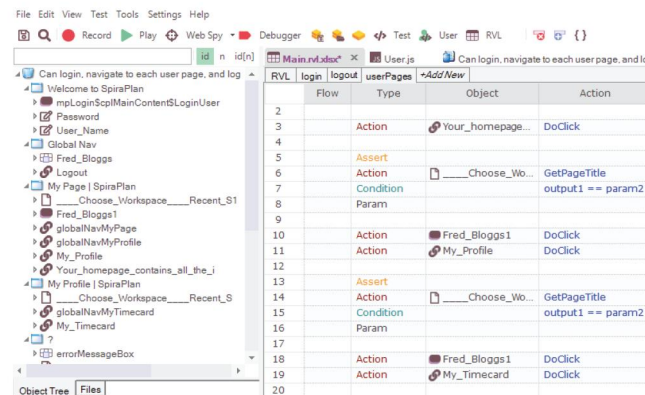 File Edit View Test Tools Settings Help
Record Play Web Spy Debugger Test User RVL { }
id n id[n] Main.rvl.xlsx* × User.js Can login, navigate to each user page, and lo
Can login, navigate to each user page, and log RVL login logout userPages +Add New
Welcome to SpiraPlan Flow Type Object Action
mpLogin$cplMainContent$LoginUser
Password
User_Name
Global Nav
Fred_Bloggs
Logout
My Page | SpiraPlan
____Choose_Workspace____Recent_S1
Fred_Bloggs1
globalNavMyPage
globalNavMyProfile
My_Profile
Your_homepage_contains_all_the_i
My Profile | SpiraPlan
____Choose_Workspace____Recent_S
globalNavMyTimecard
My_Timecard
?
errorMessageBox
Object Tree Files
2
3 Action Your_homepage... DoClick
4
5 Assert
6 Action ____Choose_Wo... GetPageTitle
7 Condition output1 == param2
8 Param
9
10 Action Fred_Bloggs1 DoClick
11 Action My_Profile DoClick
12
13 Assert
14 Action ____Choose_Wo... GetPageTitle
15 Condition output1 == param2
16 Param
17
18 Action Fred_Bloggs1 DoClick
19 Action My_Timecard DoClick
20